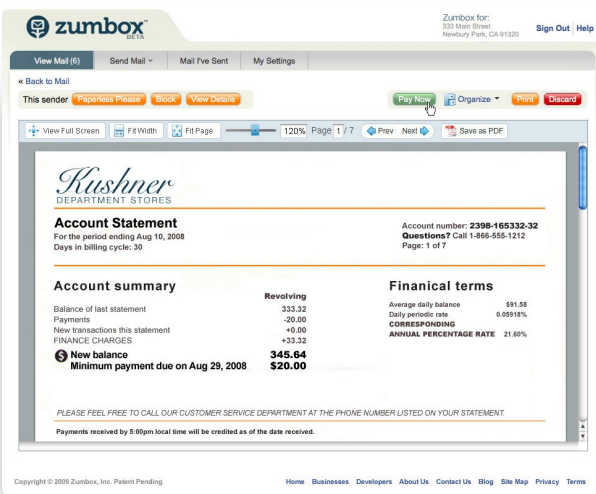 zumbox™
BETA
Zumbox for:
333 Main Street
Newbury Park, CA 91320
Sign Out Help
View Mail (6) Send Mail Mail I've Sent My Settings
« Back to Mail
This sender Paperless Please Block View Details Pay Now Organize Print Discard
View Full Screen Fit Width Fit Page 120% Page 1 / 7 Prev Next Save as PDF
Kushner
DEPARTMENT STORES
Account Statement
For the period ending Aug 10, 2008
Days in billing cycle: 30
Account number: 2398-165332-32
Questions? Call 1-866-555-1212
Page: 1 of 7
Account summary
Revolving
Balance of last statement 333.32
Payments -20.00
New transactions this statement +0.00
FINANCE CHARGES +33.32
$ New balance 345.64
Minimum payment due on Aug 29, 2008 $20.00
Finanical terms
Average daily balance $91.58
Daily periodic rate 0.05918%
CORRESPONDING
ANNUAL PERCENTAGE RATE 21.60%
PLEASE FEEL FREE TO CALL OUR CUSTOMER SERVICE DEPARTMENT AT THE PHONE NUMBER LISTED ON YOUR STATEMENT.
Payments received by 5:00pm local time will be credited as of the date received.
Copyright © 2009 Zumbox, Inc. Patent Pending
Home Businesses Developers About Us Contact Us Blog Site Map Privacy Terms